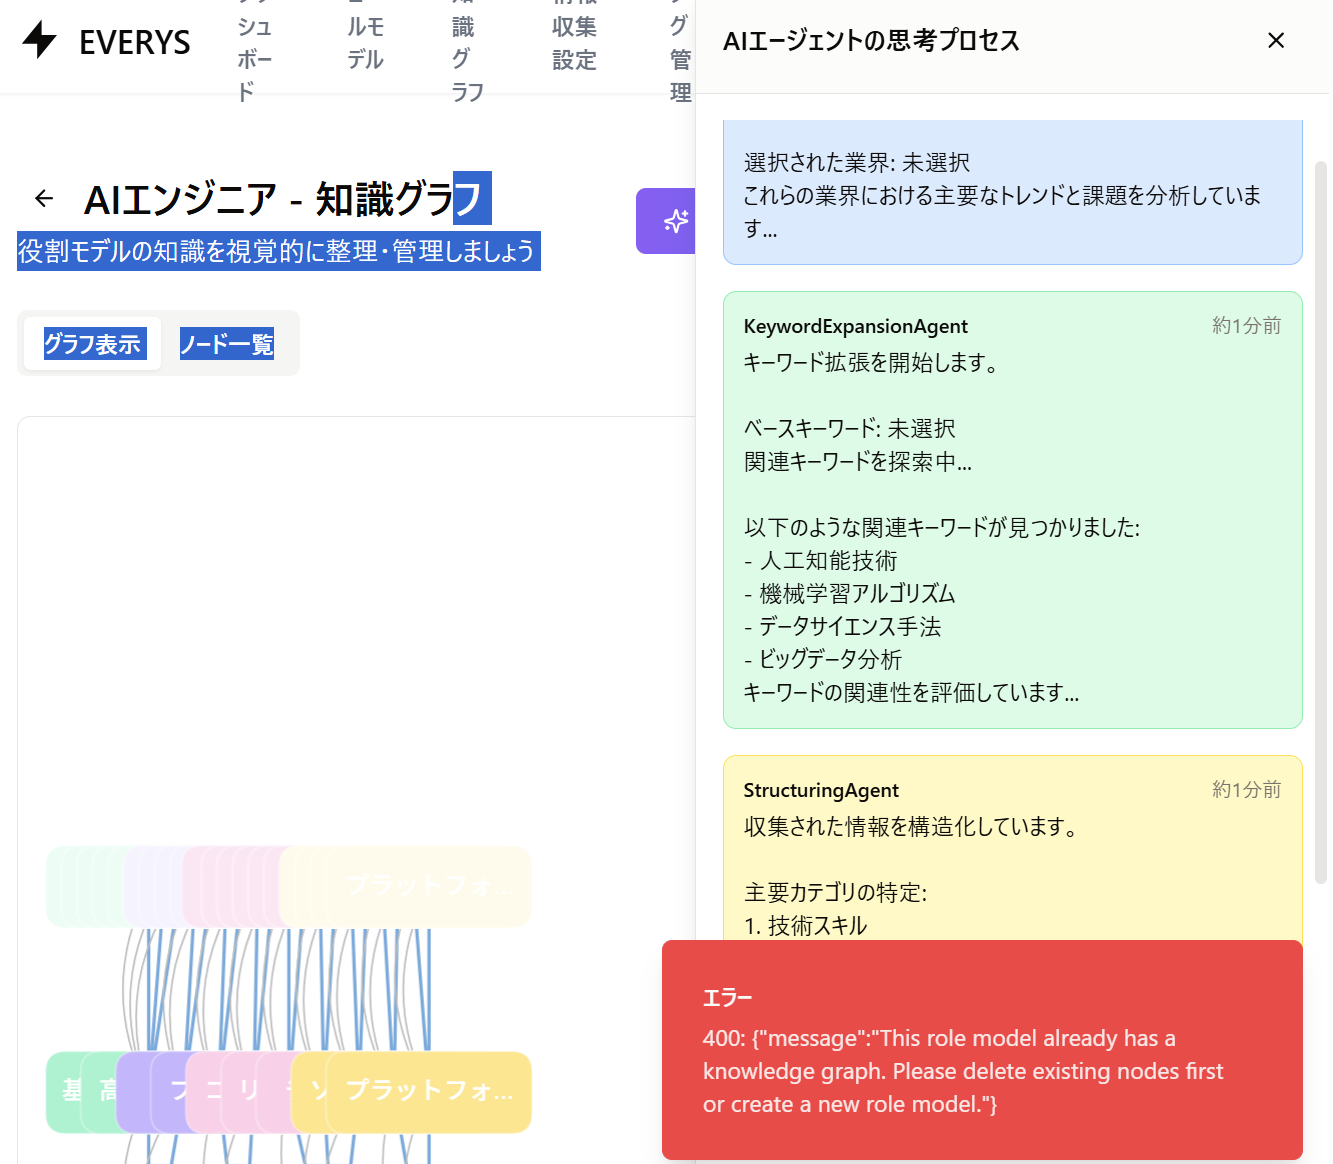 EVERYS
シュ
ボー
ド
ルモ
デル
識
グ
ラフ
収集
設定
グ
管
理
AIエンジニア - 知識グラフ
役割モデルの知識を視覚的に整理・管理しましょう
グラフ表示
ノード一覧
プラットフォ...
基
高
フ
ニ
リ
ソ
プラットフォ...
AIエージェントの思考プロセス
選択された業界: 未選択
これらの業界における主要なトレンドと課題を分析していま
す...
KeywordExpansionAgent
約1分前
キーワード拡張を開始します。
ベースキーワード: 未選択
関連キーワードを探索中...
以下のような関連キーワードが見つかりました:
- 人工知能技術
- 機械学習アルゴリズム
- データサイエンス手法
- ビッグデータ分析
キーワードの関連性を評価しています...
StructuringAgent
約1分前
収集された情報を構造化しています。
主要カテゴリの特定:
1. 技術スキル
エラー
400: {"message":"This role model already has a
knowledge graph. Please delete existing nodes first
or create a new role model."}